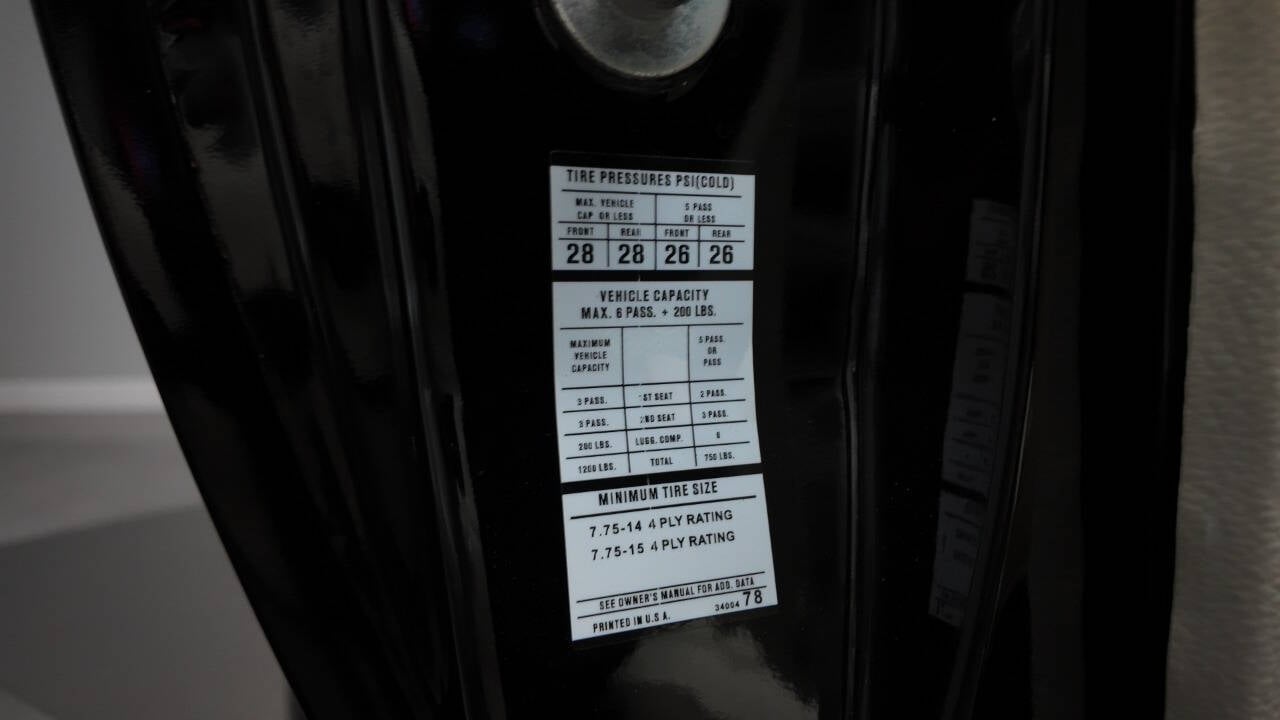 TIRE PRESSURES PSI(COLD)
MAX. VEHICLE CAP OR LESS 5 PASS OR LESS
FRONT REAR FRONT REAR
28 28 26 26
VEHICLE CAPACITY
MAX. 6 PASS. + 200 LBS.
MAXIMUM VEHICLE CAPACITY 5 PASS. OR PASS
3 PASS. 1ST SEAT 2 PASS.
3 PASS. 2ND SEAT 3 PASS.
200 LBS. LUGG. COMP. 0
1200 LBS. TOTAL 750 LBS.
MINIMUM TIRE SIZE
7.75-14 4 PLY RATING
7.75-15 4 PLY RATING
SEE OWNER'S MANUAL FOR ADD. DATA
PRINTED IN U.S.A. 34004 78